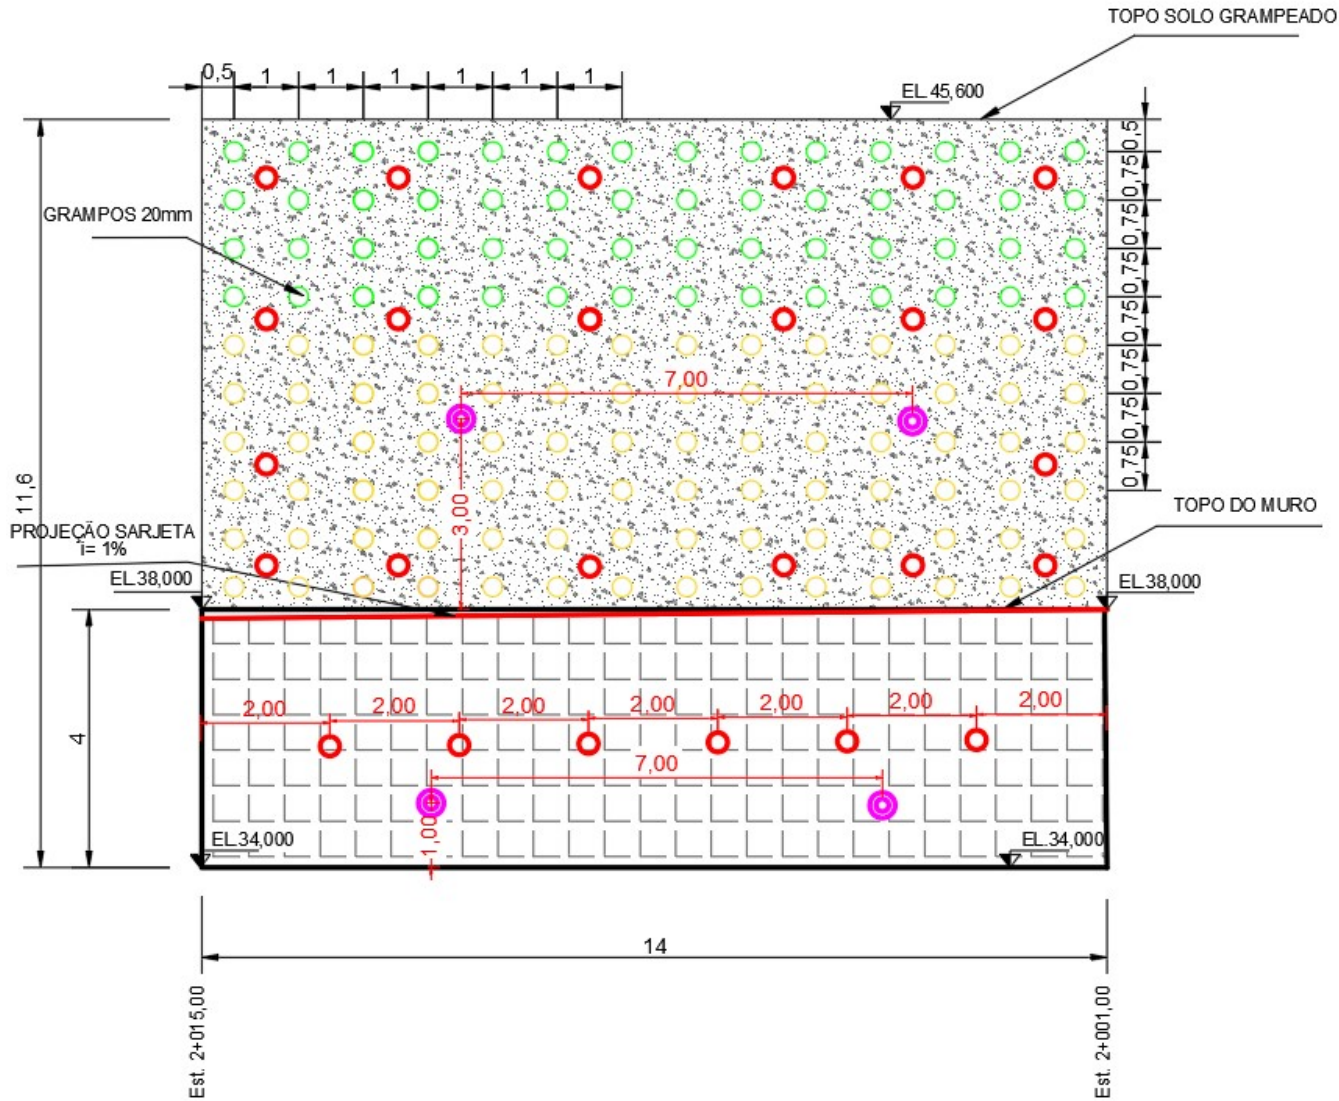 TOPO SOLO GRAMPEADO
0,5
1
1
1
1
1
1
EL.45,600
0,5
0,75
0,75
0,75
0,75
0,75
0,75
0,75
GRAMPOS 20mm
7,00
3,00
11,6
TOPO DO MURO
PROJEÇÃO SARJETA
i= 1%
EL.38,000
EL.38,000
2,00
2,00
2,00
2,00
2,00
2,00
2,00
4
7,00
1,00
EL.34,000
EL.34,000
14
Est. 2+015,00
Est. 2+001,00